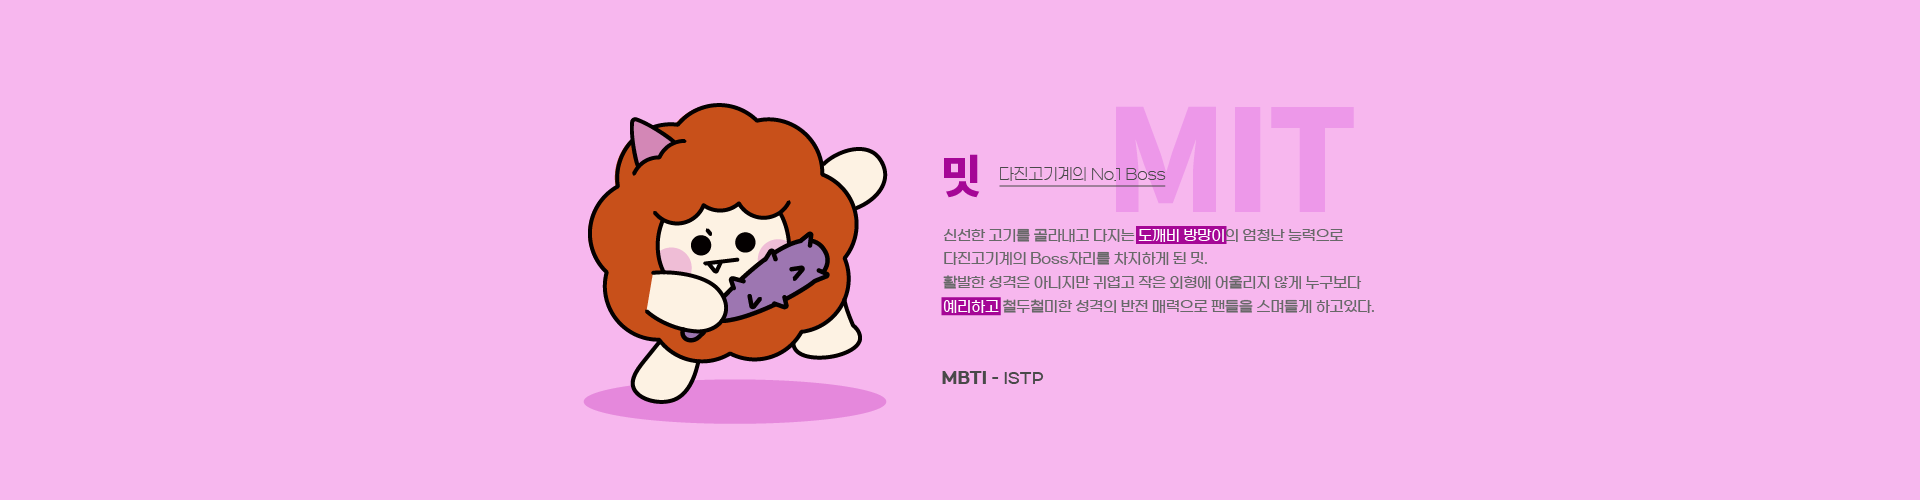 MIT
밋 다진고기계의 No.1 Boss
신선한 고기를 골라내고 다지는 도깨비 방망이의 엄청난 능력으로
다진고기계의 Boss자리를 차지하게 된 밋.
활발한 성격은 아니지만 귀엽고 작은 외형에 어울리지 않게 누구보다
예리하고 철두철미한 성격의 반전 매력으로 팬들을 스며들게 하고있다.
MBTI - ISTP